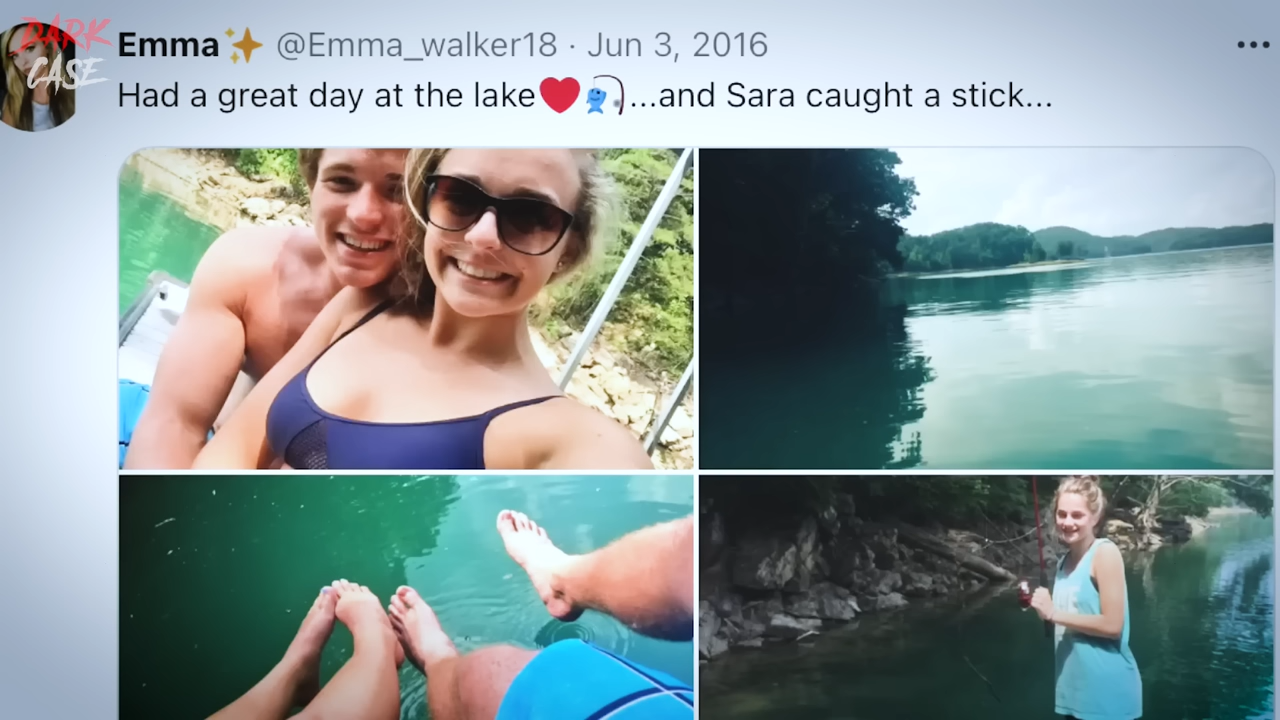 DARK
CASE
Emma✨ @Emma_walker18 · Jun 3, 2016
Had a great day at the lake❤️🎣...and Sara caught a stick...